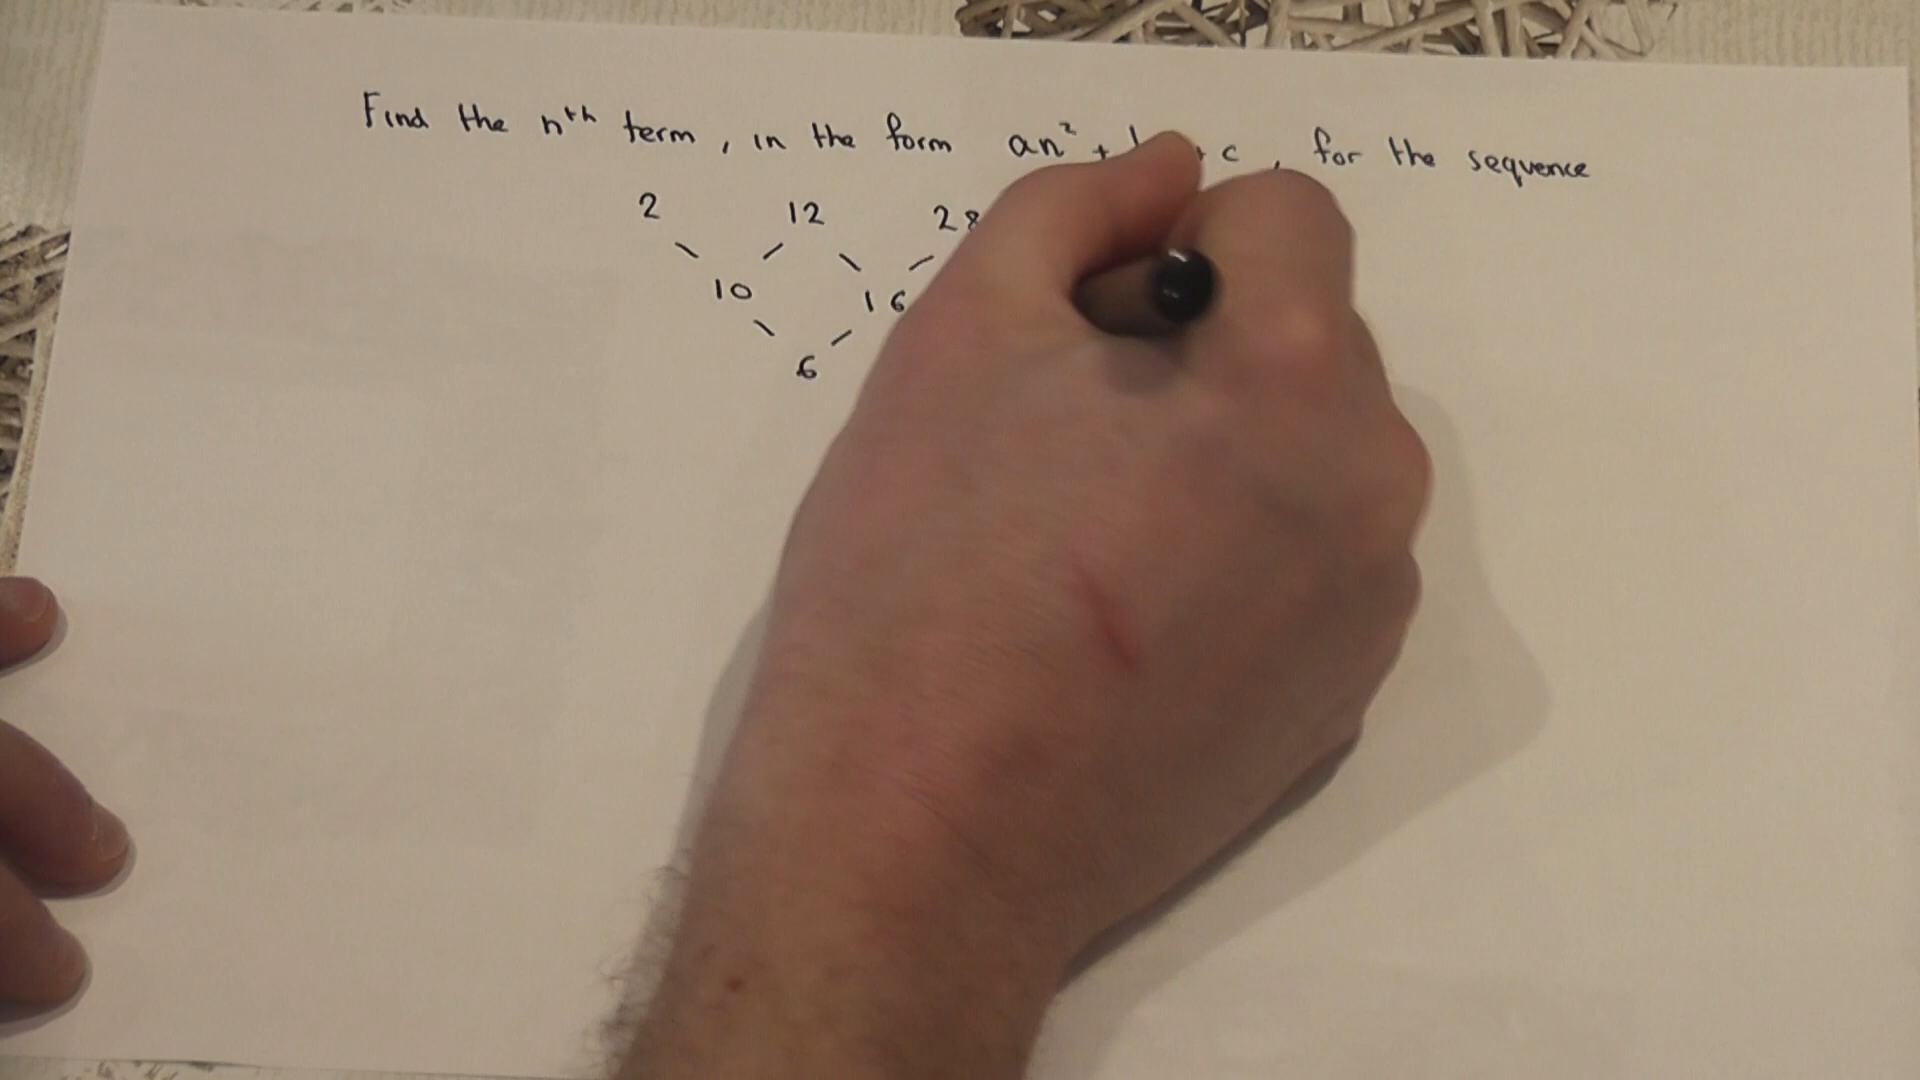 Find the nth term, in the form an² + + c, for the sequence
2 12 28
10 16
6